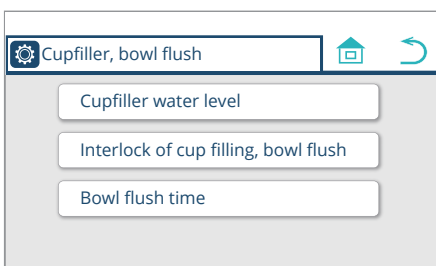 Cupfiller, bowl flush
Cupfiller water level
Interlock of cup filling, bowl flush
Bowl flush time